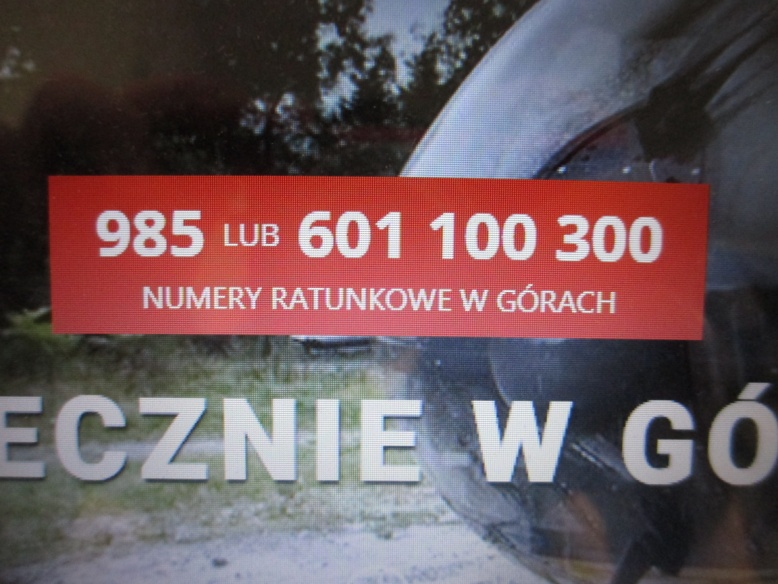 985 LUB 601 100 300
NUMERY RATUNKOWE W GÓRACH
ECZNIE W GÓ